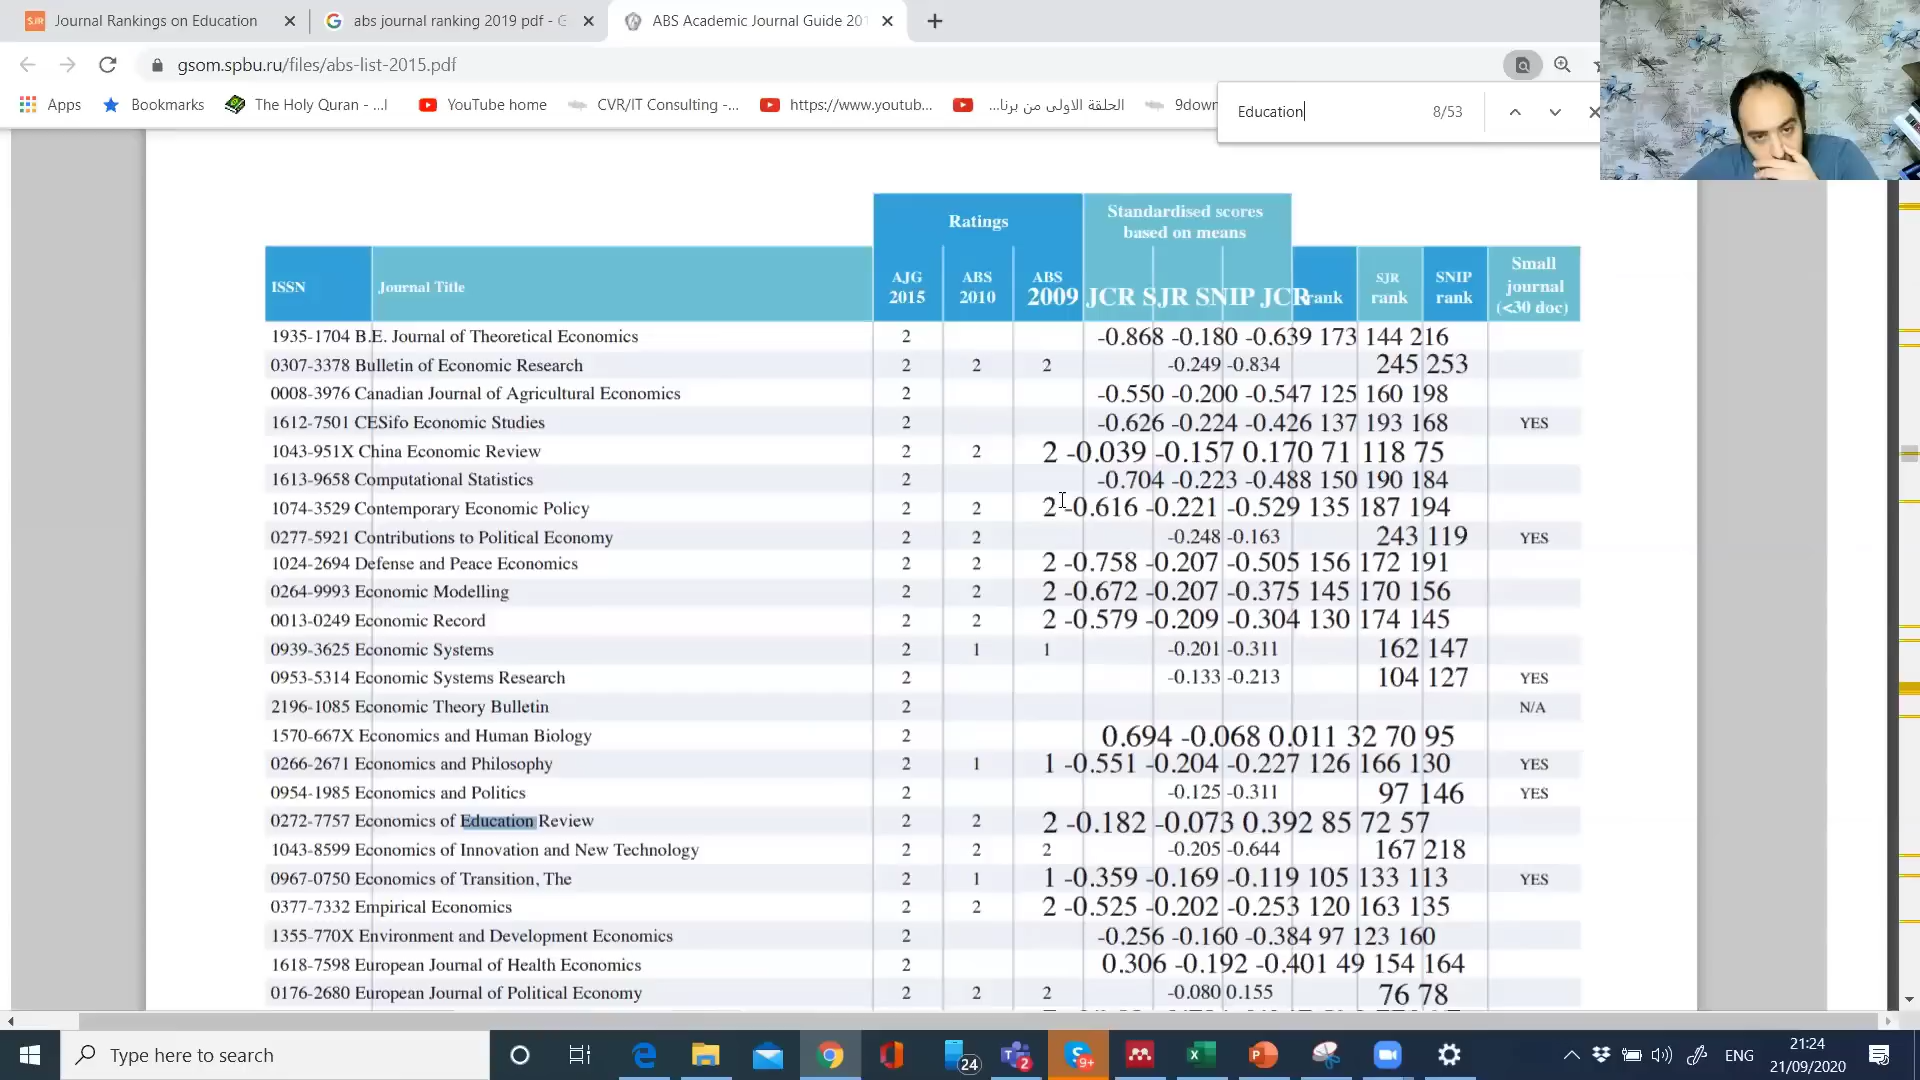 Journal Rankings on Education
abs journal ranking 2019 pdf - G
ABS Academic Journal Guide 201
gsom.spbu.ru/files/abs-list-2015.pdf
Apps
Bookmarks
The Holy Quran - ...l
YouTube home
CVR/IT Consulting -...
https://www.youtub...
الحلقة الاولى من برنا...
9down
Education
8/53
Ratings
Standardised scores
based on means
ISSN
Journal Title
AJG
2015
ABS
2010
ABS
2009 JCR SJR SNIP JCR
rank
SJR
rank
SNIP
rank
Small
journal
(<30 doc)
1935-1704 B.E. Journal of Theoretical Economics 2 -0.868 -0.180 -0.639 173 144 216
0307-3378 Bulletin of Economic Research 2 2 2 -0.249 -0.834 245 253
0008-3976 Canadian Journal of Agricultural Economics 2 -0.550 -0.200 -0.547 125 160 198
1612-7501 CESifo Economic Studies 2 -0.626 -0.224 -0.426 137 193 168 YES
1043-951X China Economic Review 2 2 2 -0.039 -0.157 0.170 71 118 75
1613-9658 Computational Statistics 2 -0.704 -0.223 -0.488 150 190 184
1074-3529 Contemporary Economic Policy 2 2 2 -0.616 -0.221 -0.529 135 187 194
0277-5921 Contributions to Political Economy 2 2 -0.248 -0.163 243 119 YES
1024-2694 Defense and Peace Economics 2 2 2 -0.758 -0.207 -0.505 156 172 191
0264-9993 Economic Modelling 2 2 2 -0.672 -0.207 -0.375 145 170 156
0013-0249 Economic Record 2 2 2 -0.579 -0.209 -0.304 130 174 145
0939-3625 Economic Systems 2 1 1 -0.201 -0.311 162 147
0953-5314 Economic Systems Research 2 -0.133 -0.213 104 127 YES
2196-1085 Economic Theory Bulletin 2 N/A
1570-667X Economics and Human Biology 2 0.694 -0.068 0.011 32 70 95
0266-2671 Economics and Philosophy 2 1 1 -0.551 -0.204 -0.227 126 166 130 YES
0954-1985 Economics and Politics 2 -0.125 -0.311 97 146 YES
0272-7757 Economics of Education Review 2 2 2 -0.182 -0.073 0.392 85 72 57
1043-8599 Economics of Innovation and New Technology 2 2 2 -0.205 -0.644 167 218
0967-0750 Economics of Transition, The 2 1 1 -0.359 -0.169 -0.119 105 133 113 YES
0377-7332 Empirical Economics 2 2 2 -0.525 -0.202 -0.253 120 163 135
1355-770X Environment and Development Economics 2 -0.256 -0.160 -0.384 97 123 160
1618-7598 European Journal of Health Economics 2 0.306 -0.192 -0.401 49 154 164
0176-2680 European Journal of Political Economy 2 2 2 -0.080 0.155 76 78
Type here to search
24
2
9+
ENG
21:24
21/09/2020